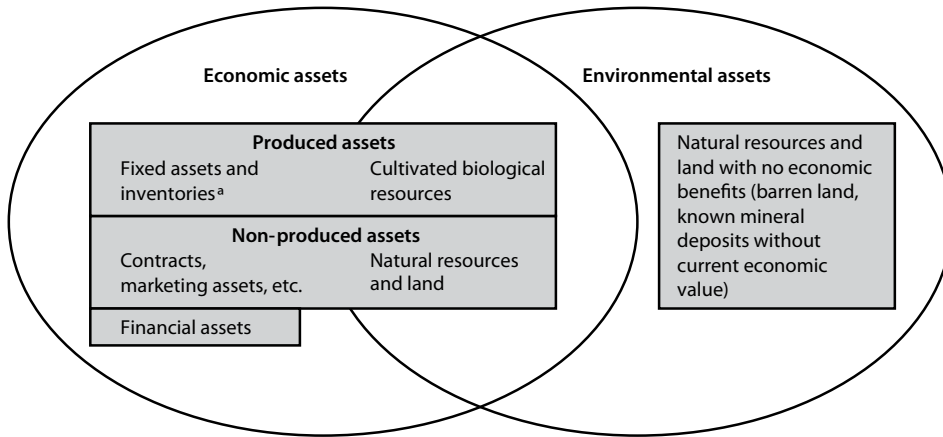 Economic assets
Environmental assets
Produced assets
Fixed assets and
inventoriesª
Cultivated biological
resources
Non-produced assets
Contracts,
marketing assets, etc.
Natural resources
and land
Financial assets
Natural resources and
land with no economic
benefits (barren land,
known mineral
deposits without
current economic
value)